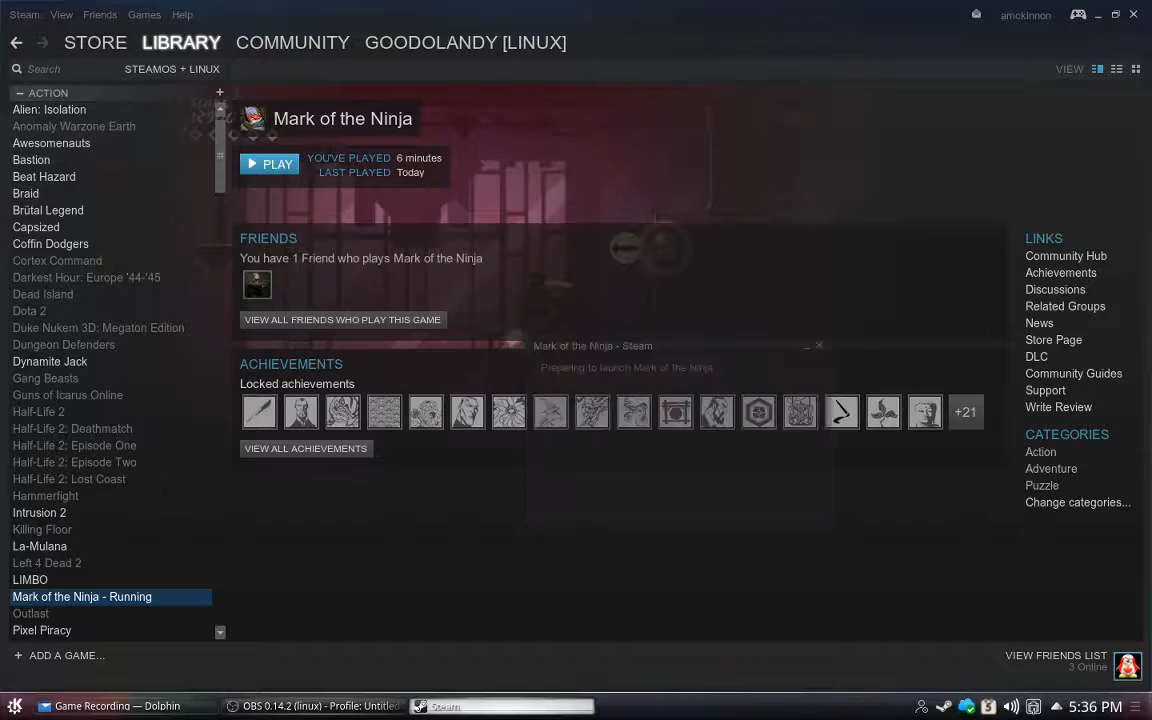 Steam View Friends Games Help
amckinnon
STORE LIBRARY COMMUNITY GOODOLANDY [LINUX]
Search STEAMOS + LINUX
VIEW
— ACTION +
Alien: Isolation
Anomaly Warzone Earth
Awesomenauts
Bastion
Beat Hazard
Braid
Brütal Legend
Capsized
Coffin Dodgers
Cortex Command
Darkest Hour: Europe '44-'45
Dead Island
Dota 2
Duke Nukem 3D: Megaton Edition
Dungeon Defenders
Dynamite Jack
Gang Beasts
Guns of Icarus Online
Half-Life 2
Half-Life 2: Deathmatch
Half-Life 2: Episode One
Half-Life 2: Episode Two
Half-Life 2: Lost Coast
Hammerfight
Intrusion 2
Killing Floor
La-Mulana
Left 4 Dead 2
LIMBO
Mark of the Ninja - Running
Outlast
Pixel Piracy
+ ADD A GAME...
Mark of the Ninja
PLAY
YOU'VE PLAYED 6 minutes
LAST PLAYED Today
FRIENDS
You have 1 Friend who plays Mark of the Ninja
VIEW ALL FRIENDS WHO PLAY THIS GAME
Mark of the Ninja - Steam
Preparing to launch Mark of the Ninja
ACHIEVEMENTS
Locked achievements
+21
VIEW ALL ACHIEVEMENTS
LINKS
Community Hub
Achievements
Discussions
Related Groups
News
Store Page
DLC
Community Guides
Support
Write Review
CATEGORIES
Action
Adventure
Puzzle
Change categories...
VIEW FRIENDS LIST
3 Online
Game Recording — Dolphin
OBS 0.14.2 (linux) - Profile: Untitled
Steam
5:36 PM